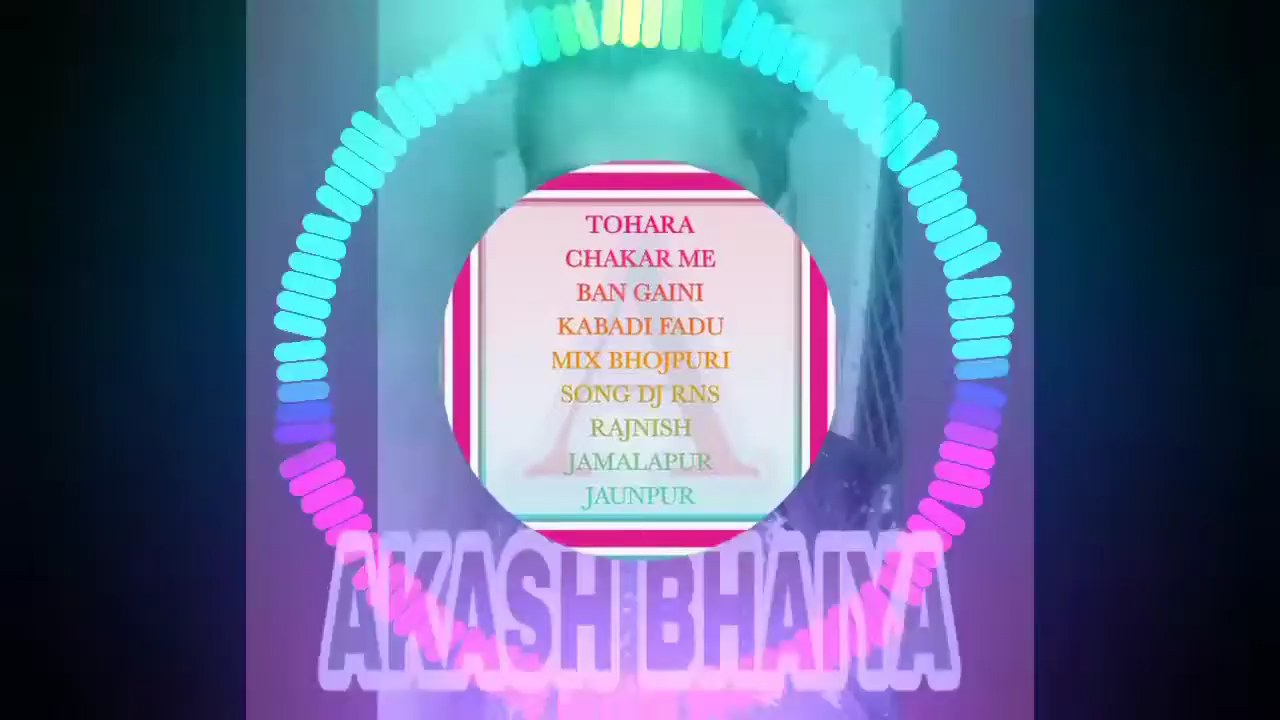 TOHARA
CHAKAR ME
BAN GAINI
KABADI FADU
MIX BHOJPURI
SONG DJ RNS
RAJNISH
JAMALAPUR
JAUNPUR
AKASH BHAIYA